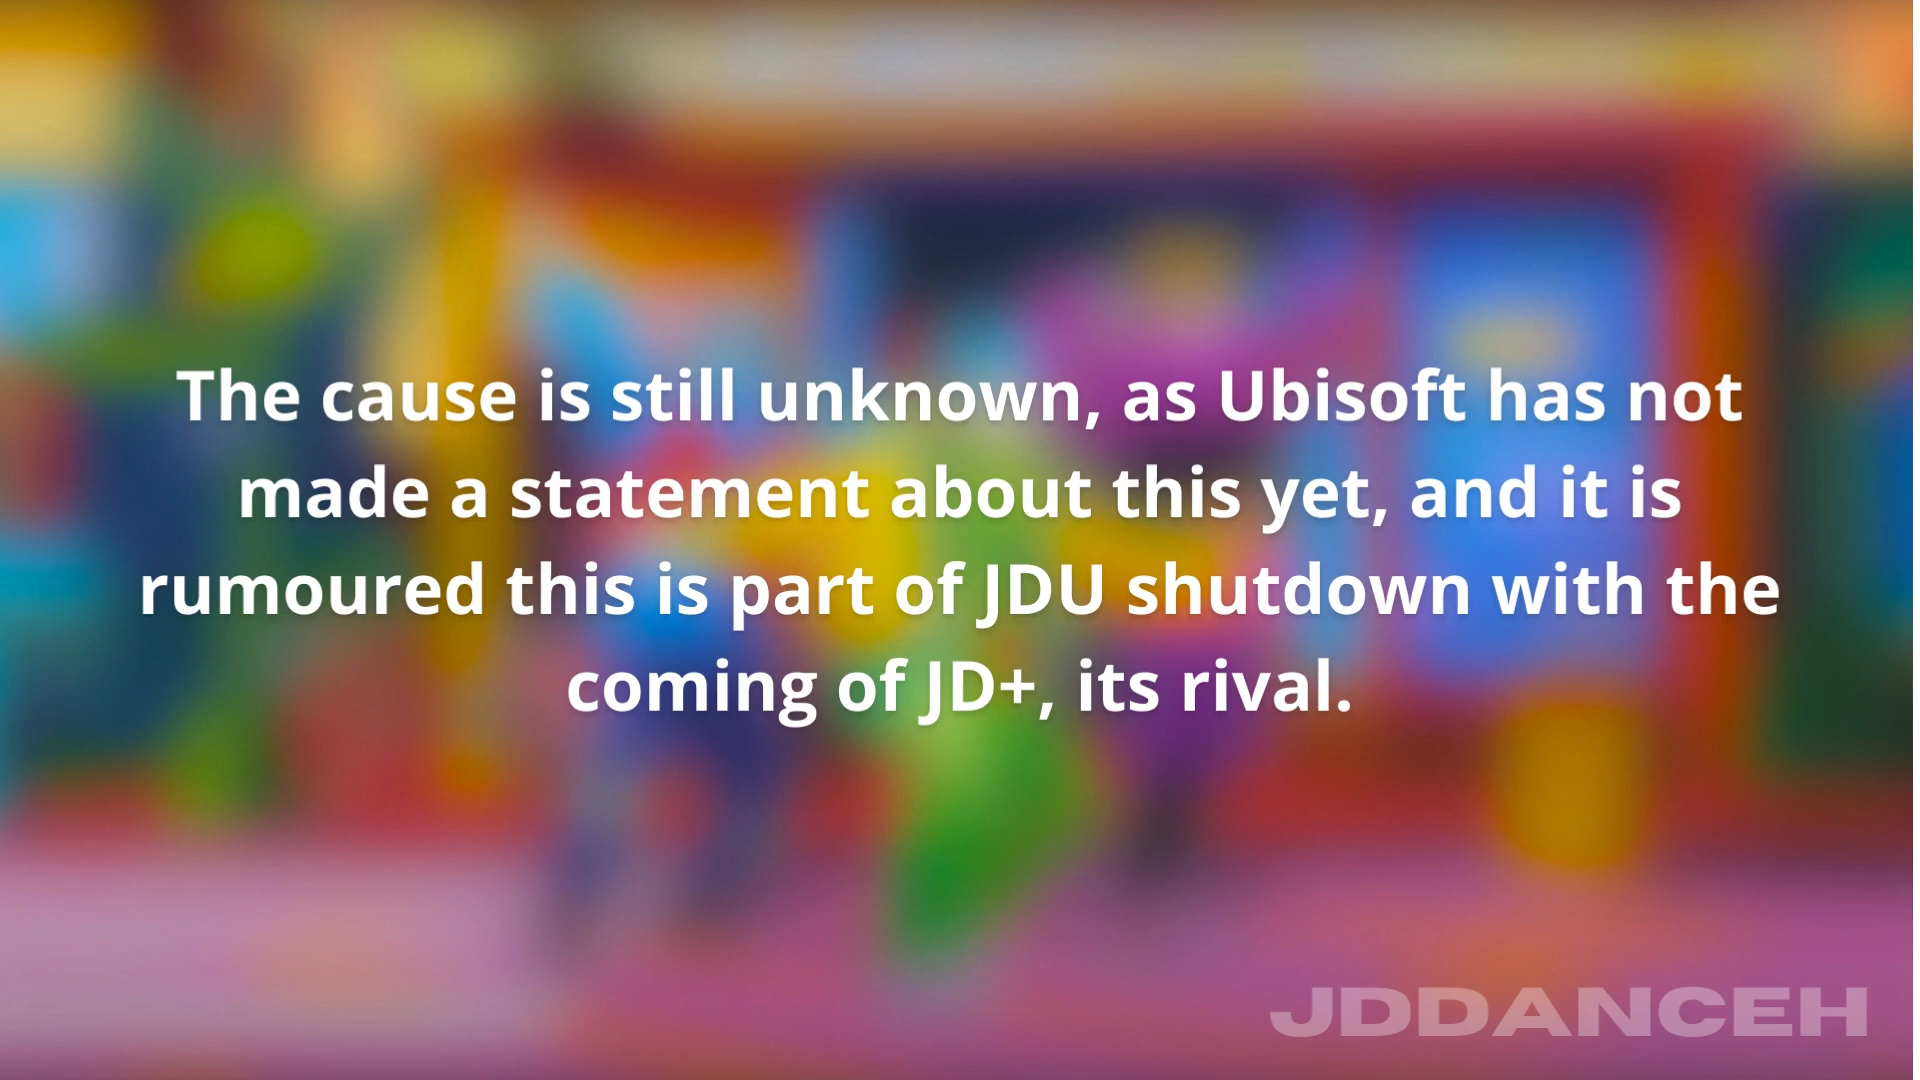 The cause is still unknown, as Ubisoft has not
made a statement about this yet, and it is
rumoured this is part of JDU shutdown with the
coming of JD+, its rival.
JDDANCEH